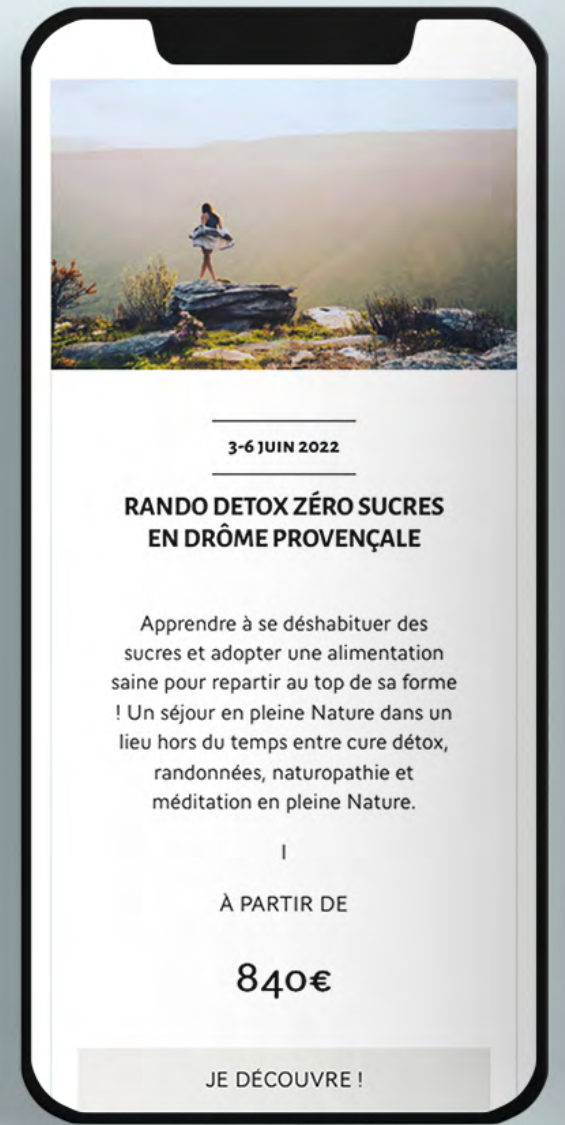 3-6 JUIN 2022
RANDO DETOX ZÉRO SUCRES
EN DRÔME PROVENÇALE
Apprendre à se déshabituer des
sucres et adopter une alimentation
saine pour repartir au top de sa forme
! Un séjour en pleine Nature dans un
lieu hors du temps entre cure détox,
randonnées, naturopathie et
méditation en pleine Nature.
|
À PARTIR DE
840€
JE DÉCOUVRE !